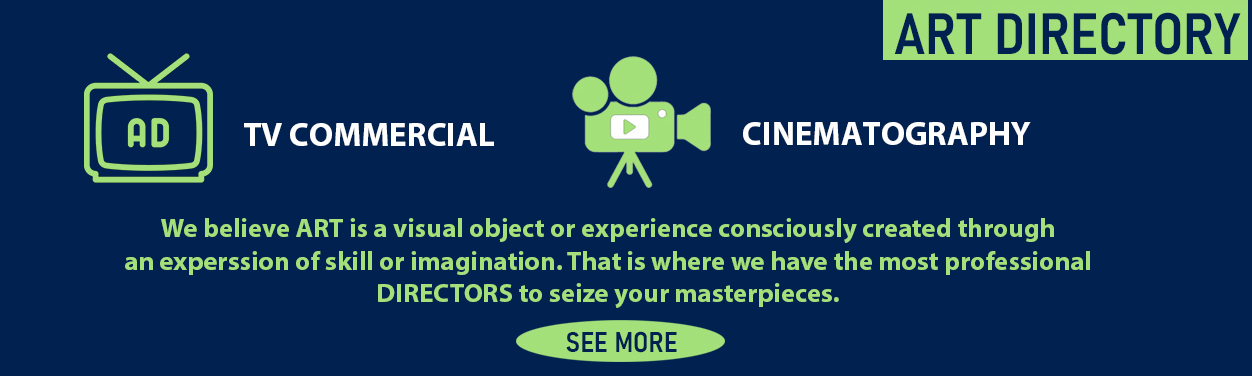 ART DIRECTORY
AD
TV COMMERCIAL
CINEMATOGRAPHY
We believe ART is a visual object or experience consciously created through
an experssion of skill or imagination. That is where we have the most professional
DIRECTORS to seize your masterpieces.
SEE MORE